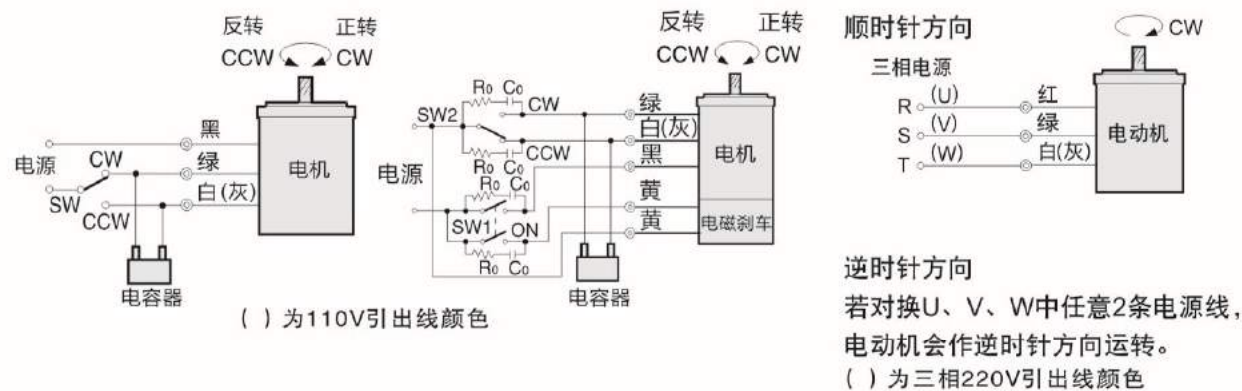 反转 正转
CCW CW
黑
电源
CW
绿
SW
白(灰)
CCW
电机
电容器
反转 正转
CCW CW
R₀ C₀
CW
SW2
绿
白(灰)
CCW
R₀ C₀
黑
电机
电源
R₀ C₀
黄
SW1 ON
黄
电磁刹车
R₀ C₀
电容器
( ) 为110V引出线颜色
顺时针方向
CW
三相电源
R (U) 红
S (V) 绿
T (W) 白(灰)
电动机
逆时针方向
若对换U、V、W中任意2条电源线,
电动机会作逆时针方向运转。
( ) 为三相220V引出线颜色